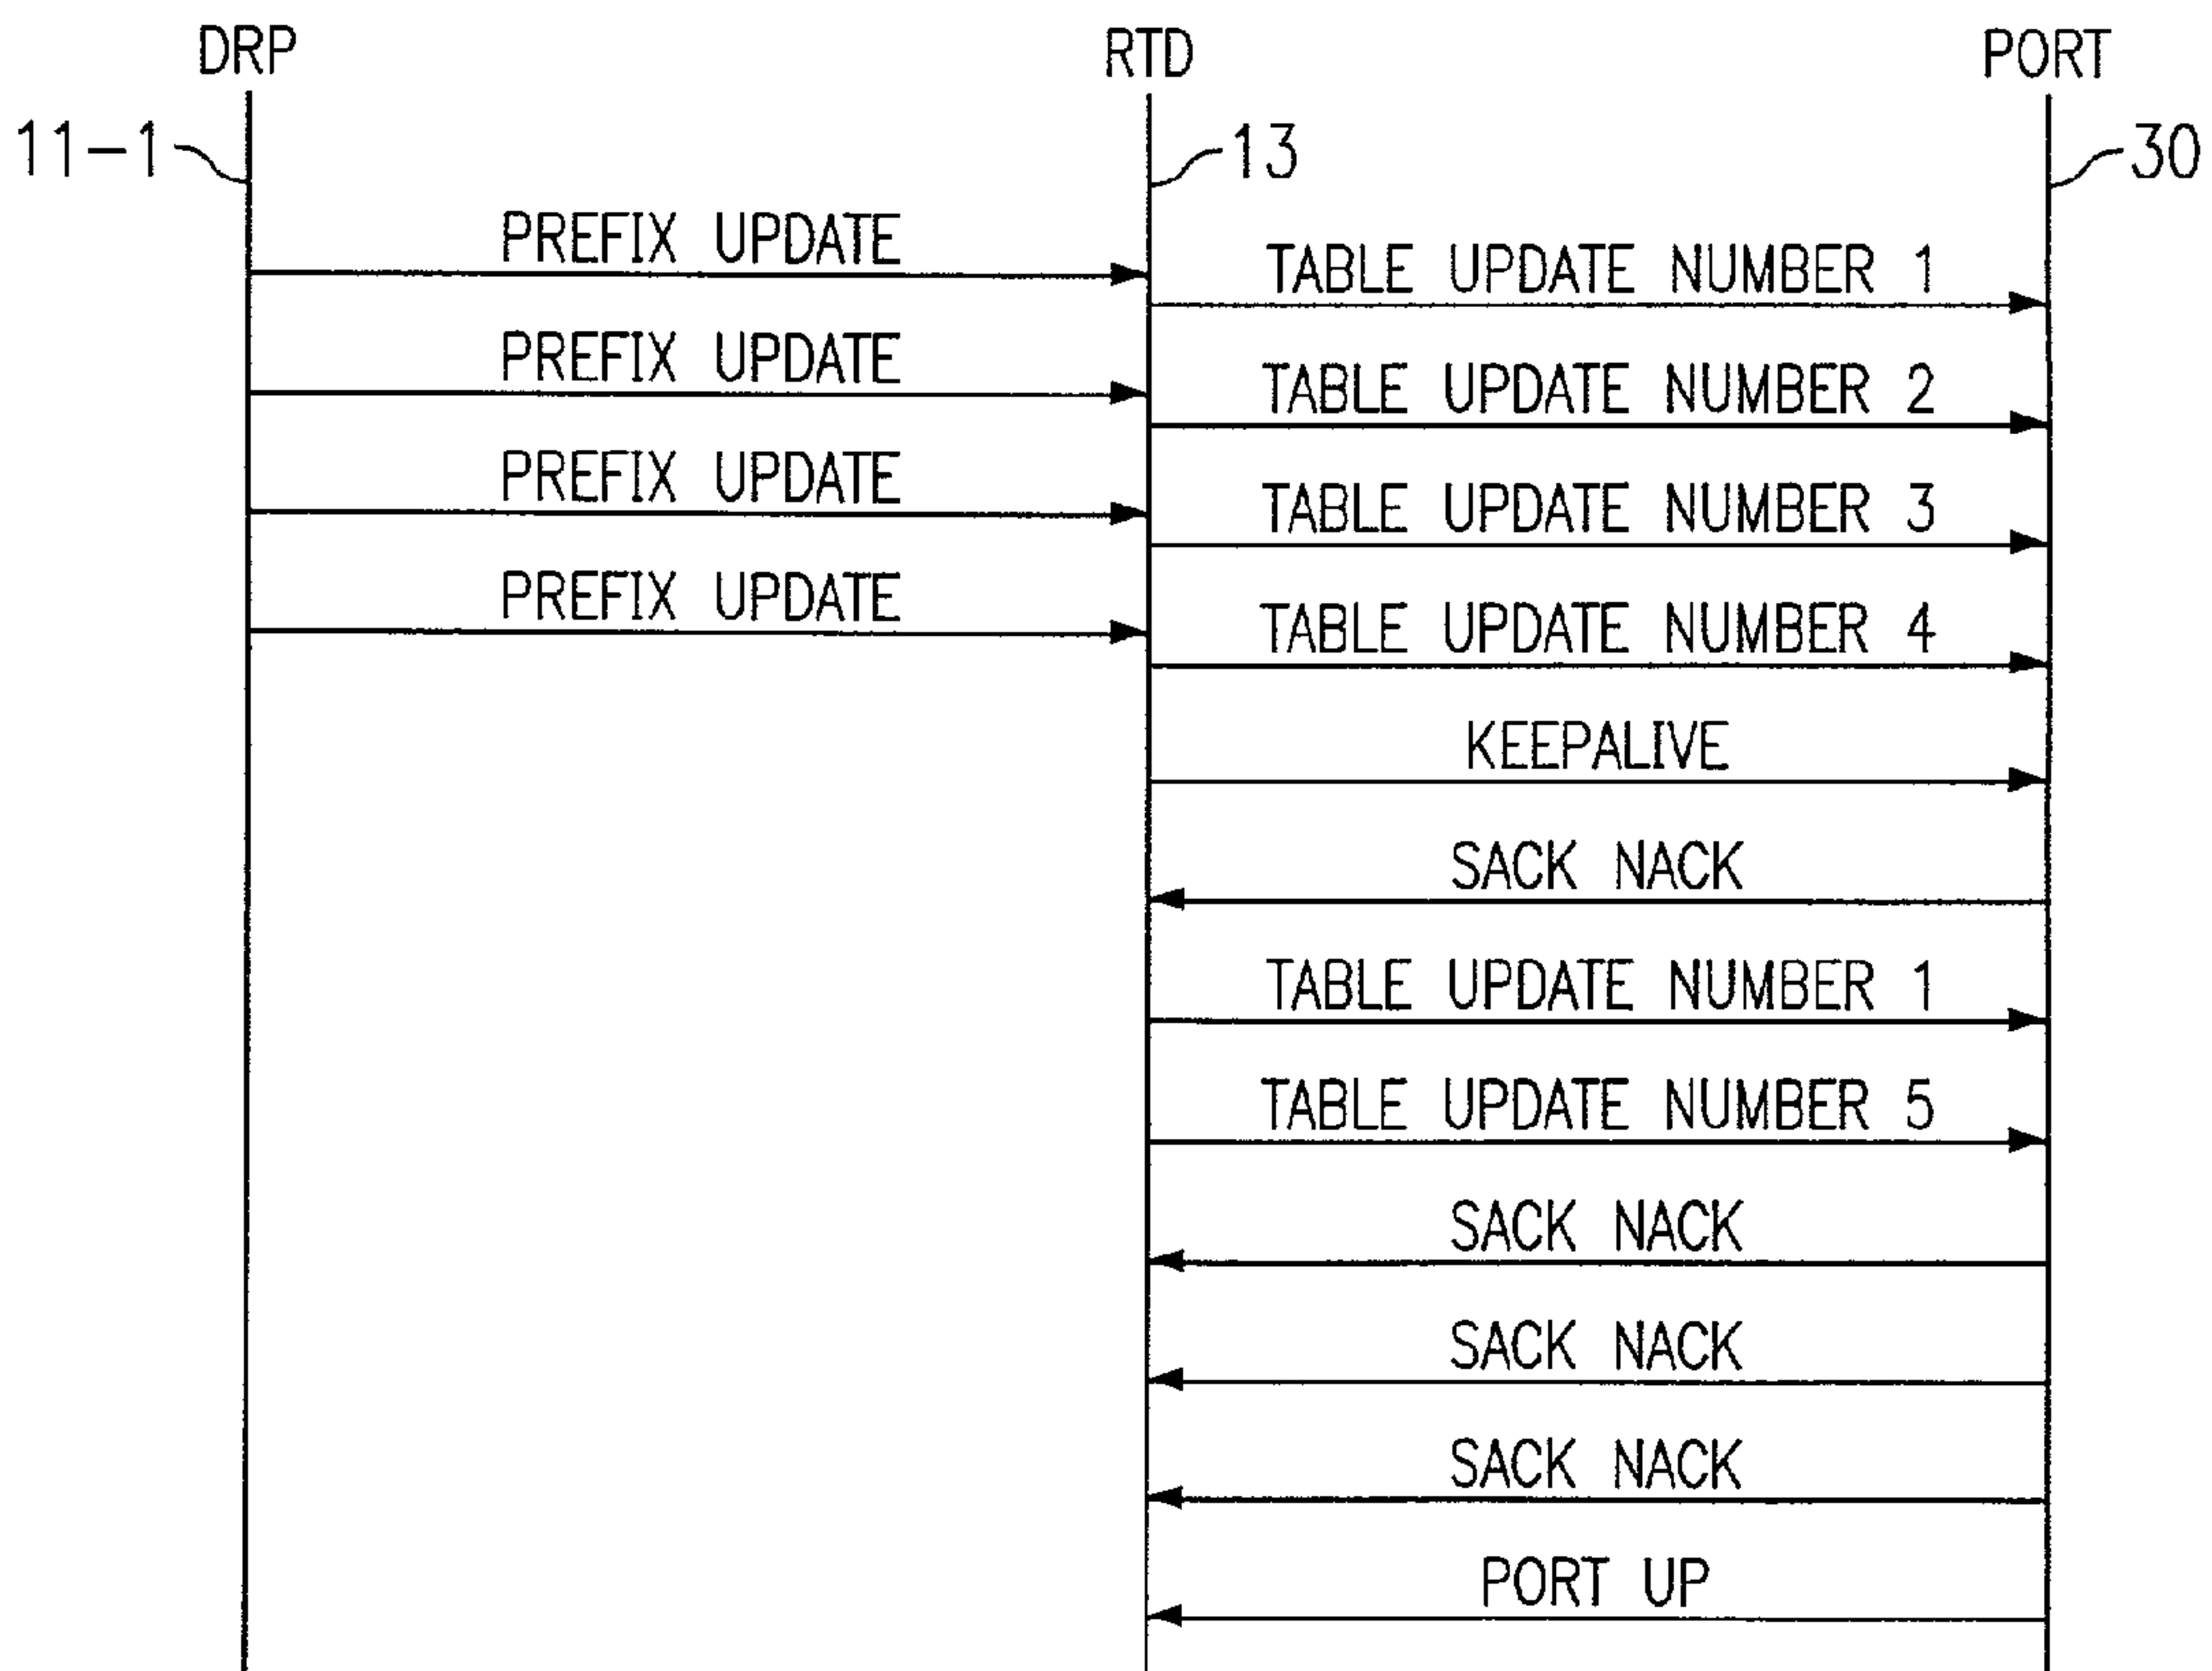 DRP
RTD
PORT
11-1
13
30
PREFIX UPDATE
TABLE UPDATE NUMBER 1
PREFIX UPDATE
TABLE UPDATE NUMBER 2
PREFIX UPDATE
TABLE UPDATE NUMBER 3
PREFIX UPDATE
TABLE UPDATE NUMBER 4
KEEPALIVE
SACK NACK
TABLE UPDATE NUMBER 1
TABLE UPDATE NUMBER 5
SACK NACK
SACK NACK
SACK NACK
PORT UP